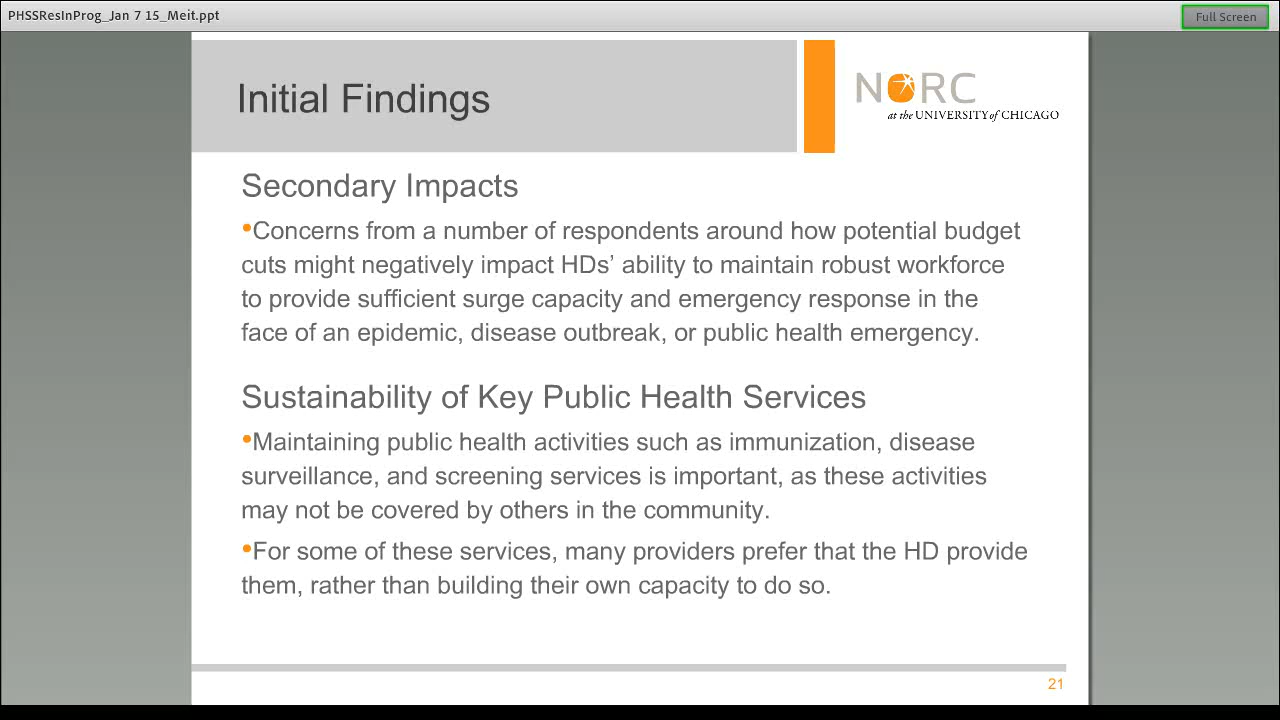 PHSSResInProg_Jan 7 15_Meit.ppt
Full Screen
Initial Findings
NORC
at the UNIVERSITY of CHICAGO
Secondary Impacts
•Concerns from a number of respondents around how potential budget
cuts might negatively impact HDs’ ability to maintain robust workforce
to provide sufficient surge capacity and emergency response in the
face of an epidemic, disease outbreak, or public health emergency.
Sustainability of Key Public Health Services
•Maintaining public health activities such as immunization, disease
surveillance, and screening services is important, as these activities
may not be covered by others in the community.
•For some of these services, many providers prefer that the HD provide
them, rather than building their own capacity to do so.
21